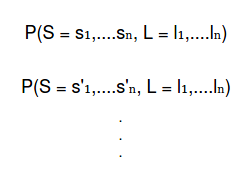 P(S = s₁,....sₙ, L = l₁,....lₙ)
P(S = s'₁,....s'ₙ, L = l₁,....lₙ)
.
.
.